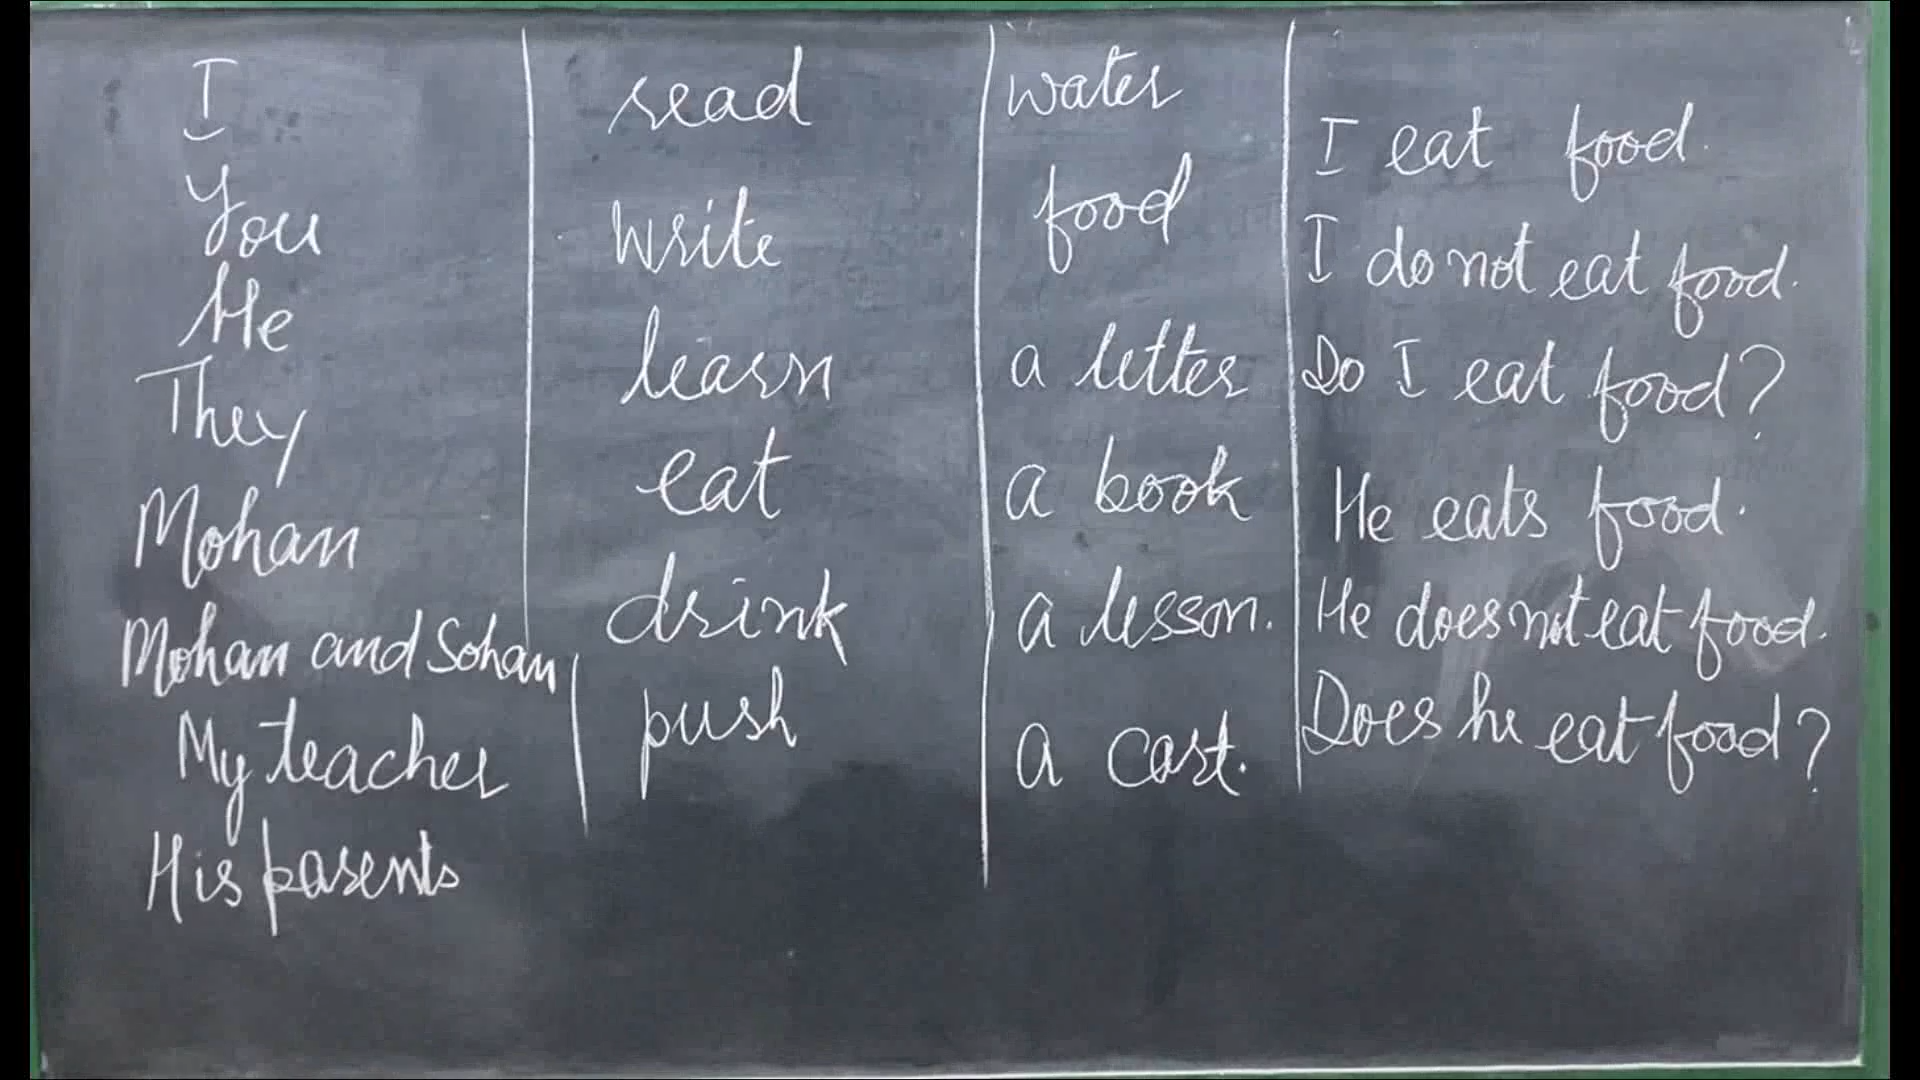 I
You
He
They
Mohan
Mohan and Sohan
My teacher
His parents
read
write
learn
eat
drink
push
water
food
a letter
a book
a lesson.
a cart.
I eat food.
I do not eat food.
Do I eat food?
He eats food.
He does not eat food.
Does he eat food?